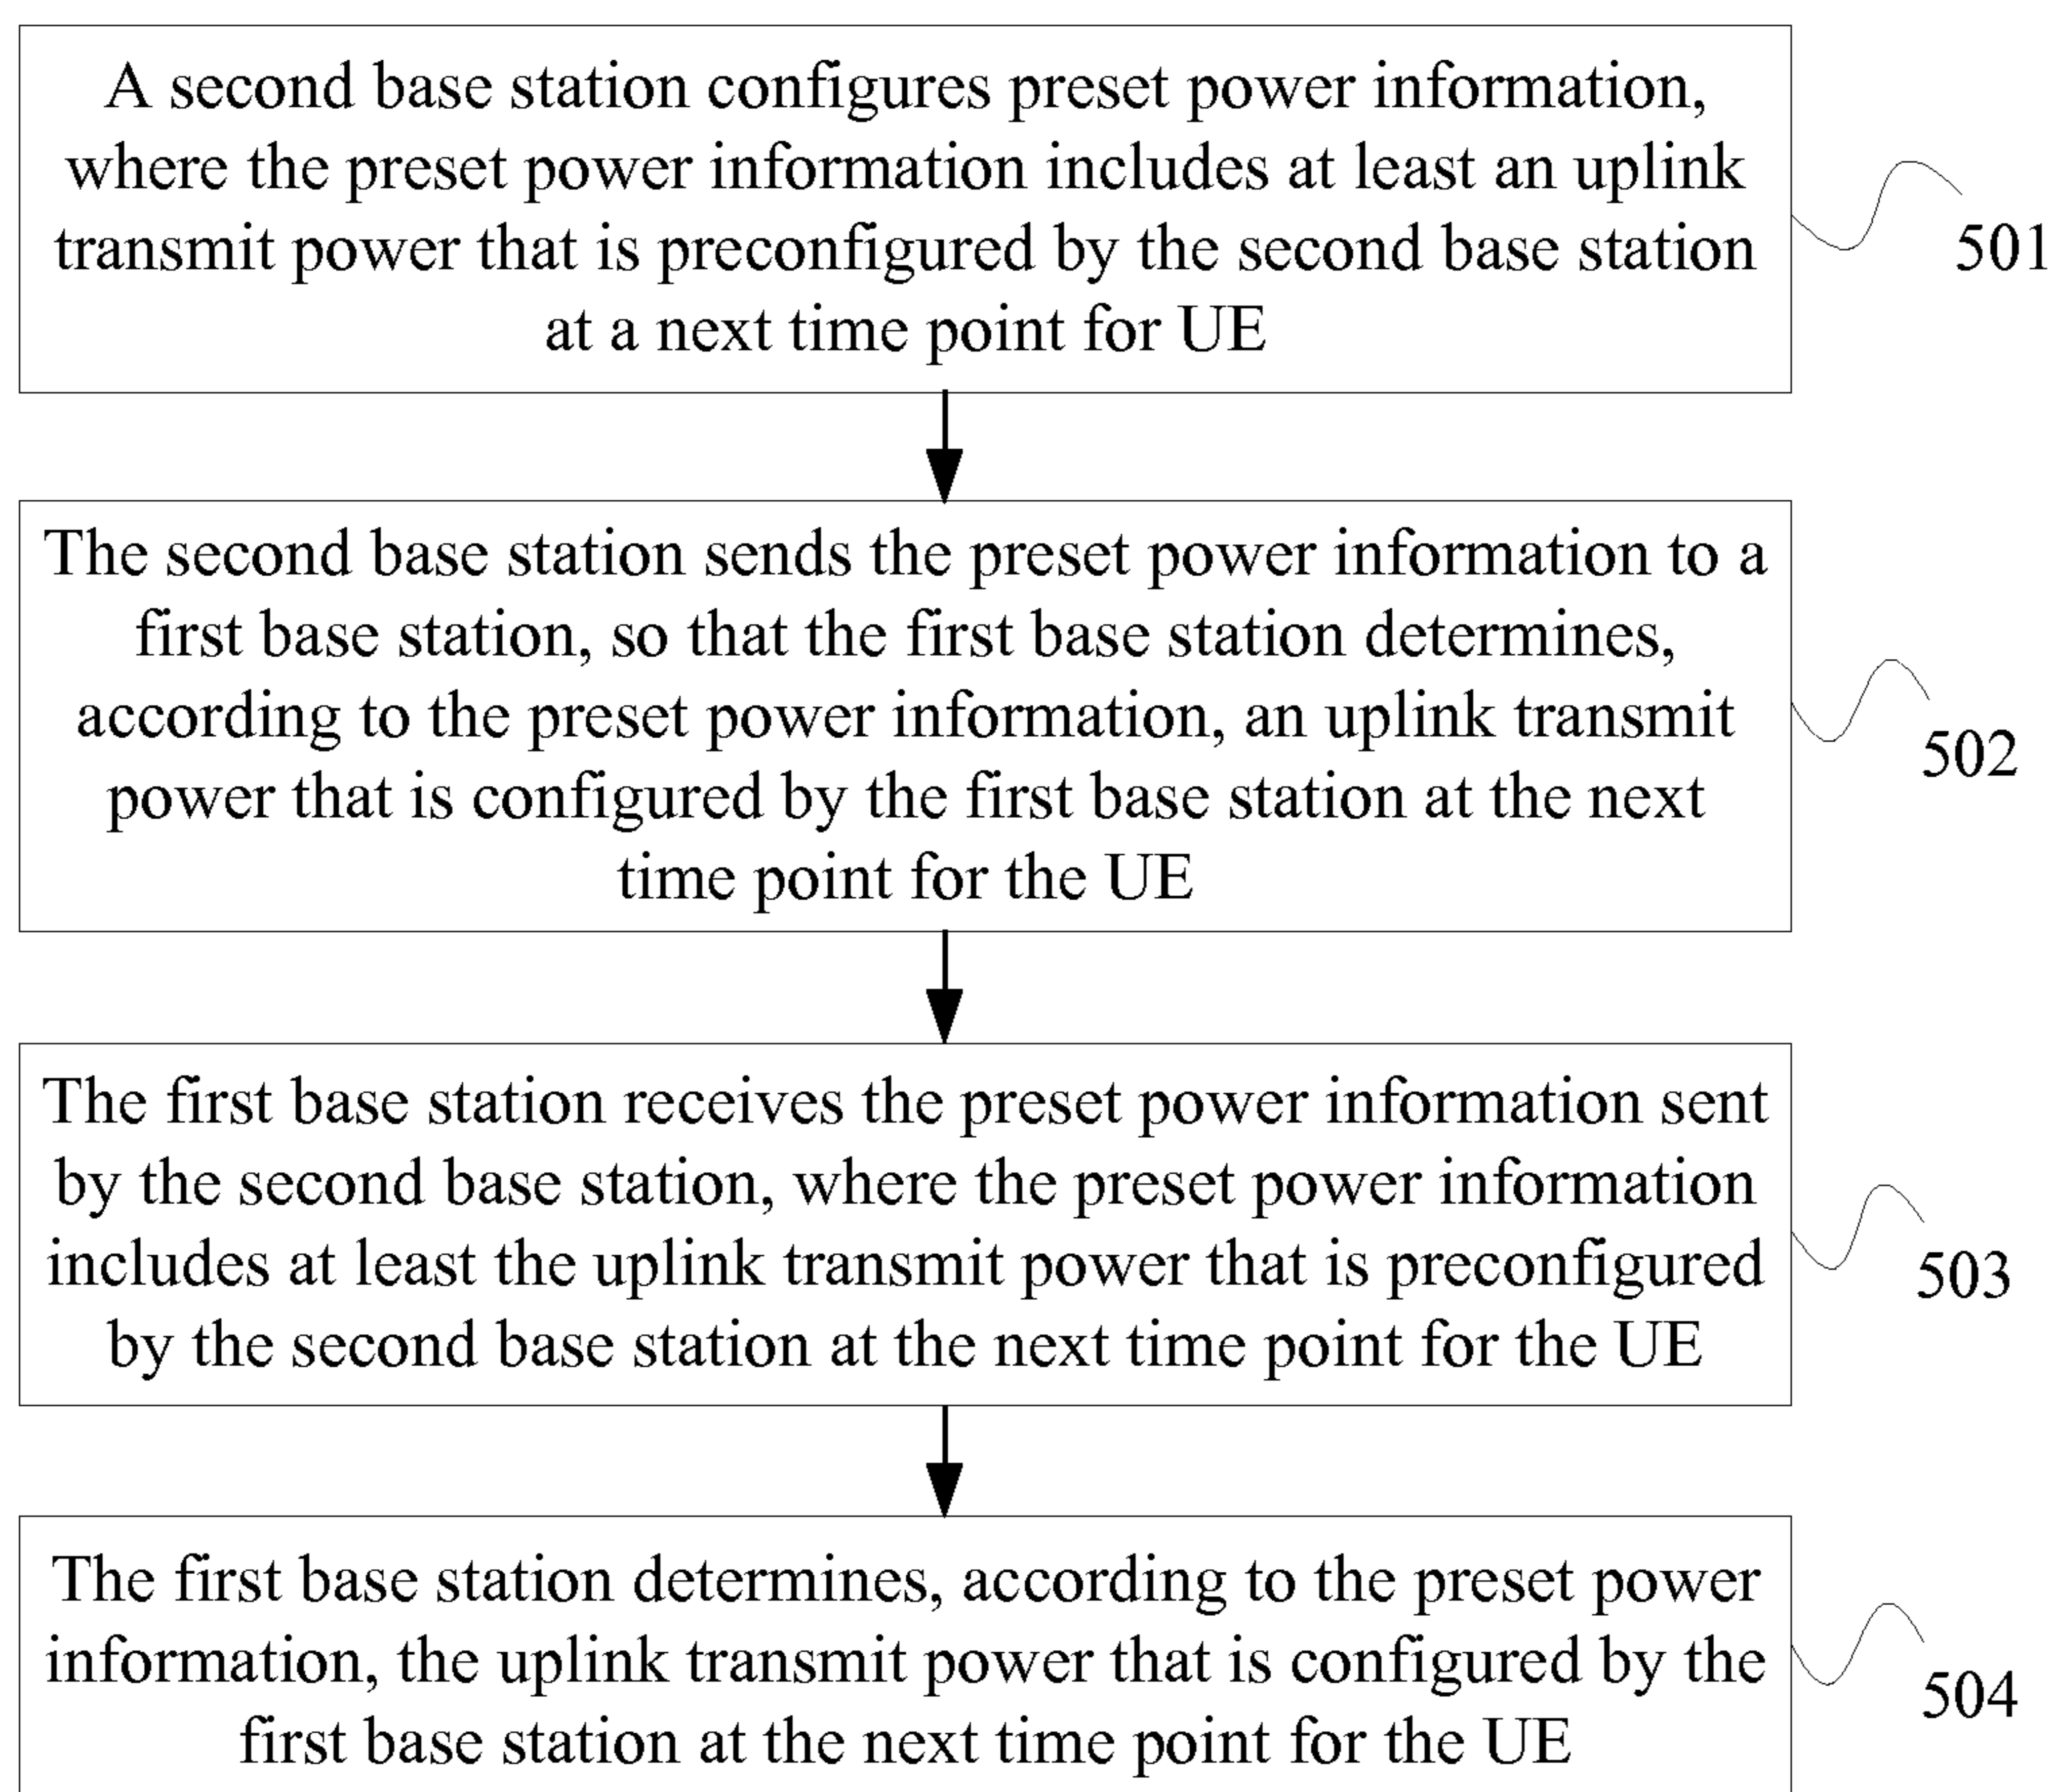 A second base station configures preset power information,
where the preset power information includes at least an uplink
transmit power that is preconfigured by the second base station
at a next time point for UE
501
The second base station sends the preset power information to a
first base station, so that the first base station determines,
according to the preset power information, an uplink transmit
power that is configured by the first base station at the next
time point for the UE
502
The first base station receives the preset power information sent
by the second base station, where the preset power information
includes at least the uplink transmit power that is preconfigured
by the second base station at the next time point for the UE
503
The first base station determines, according to the preset power
information, the uplink transmit power that is configured by the
first base station at the next time point for the UE
504